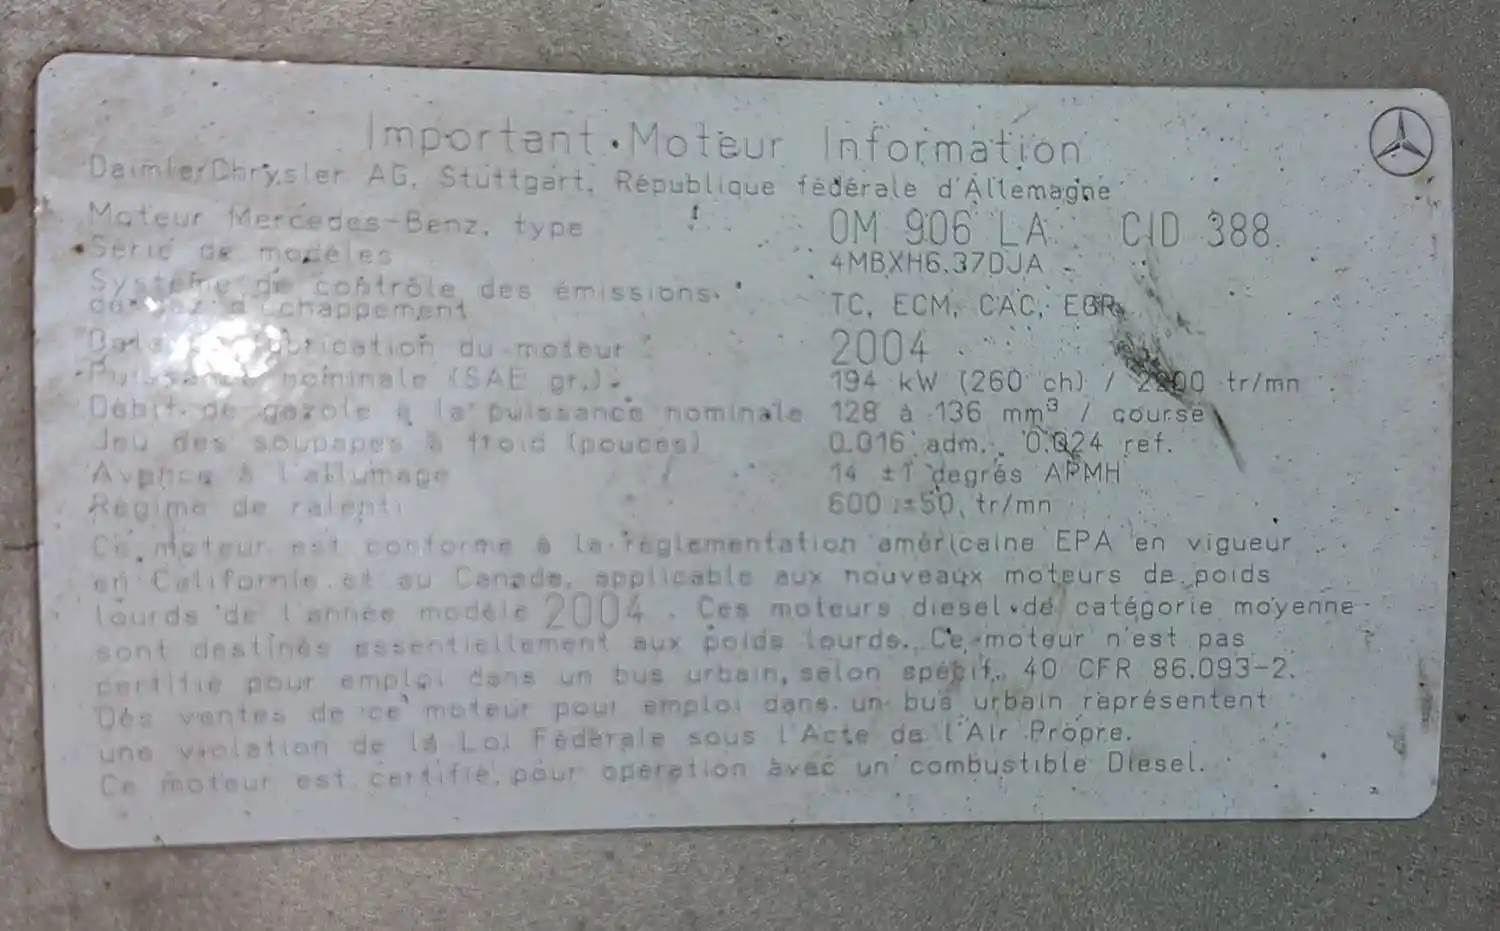 Important Moteur Information
DaimlerChrysler AG, Stuttgart, République fédérale d'Allemagne
Moteur Mercedes-Benz, type OM 906 LA CID 388
Série de modèles 4MBXH6.37DJA
Système de contrôle des émissions TC, ECM, CAC, EGR
de gaz d'échappement
fabrication du moteur 2004
Puissance nominale (SAE gr.) 194 kW (260 ch) / 2200 tr/mn
Débit de gazole à la puissance nominale 128 à 136 mm³ / course
Jeu des soupapes à froid (pouces) 0.016 adm., 0.024 ref.
Avance à l'allumage 14 ±1 degrés APMH
Régime de ralenti 600 ±50 tr/mn
Ce moteur est conforme à la réglementation américaine EPA en vigueur
en Californie et au Canada, applicable aux nouveaux moteurs de poids
lourds de l'année modèle 2004. Ces moteurs diesel de catégorie moyenne
sont destinés essentiellement aux poids lourds. Ce moteur n'est pas
certifié pour emploi dans un bus urbain, selon spécif. 40 CFR 86.093-2.
Dès ventes de ce moteur pour emploi dans un bus urbain représentent
une violation de la Loi Fédérale sous l'Acte de l'Air Propre.
Ce moteur est certifié pour opération avec un combustible Diesel.